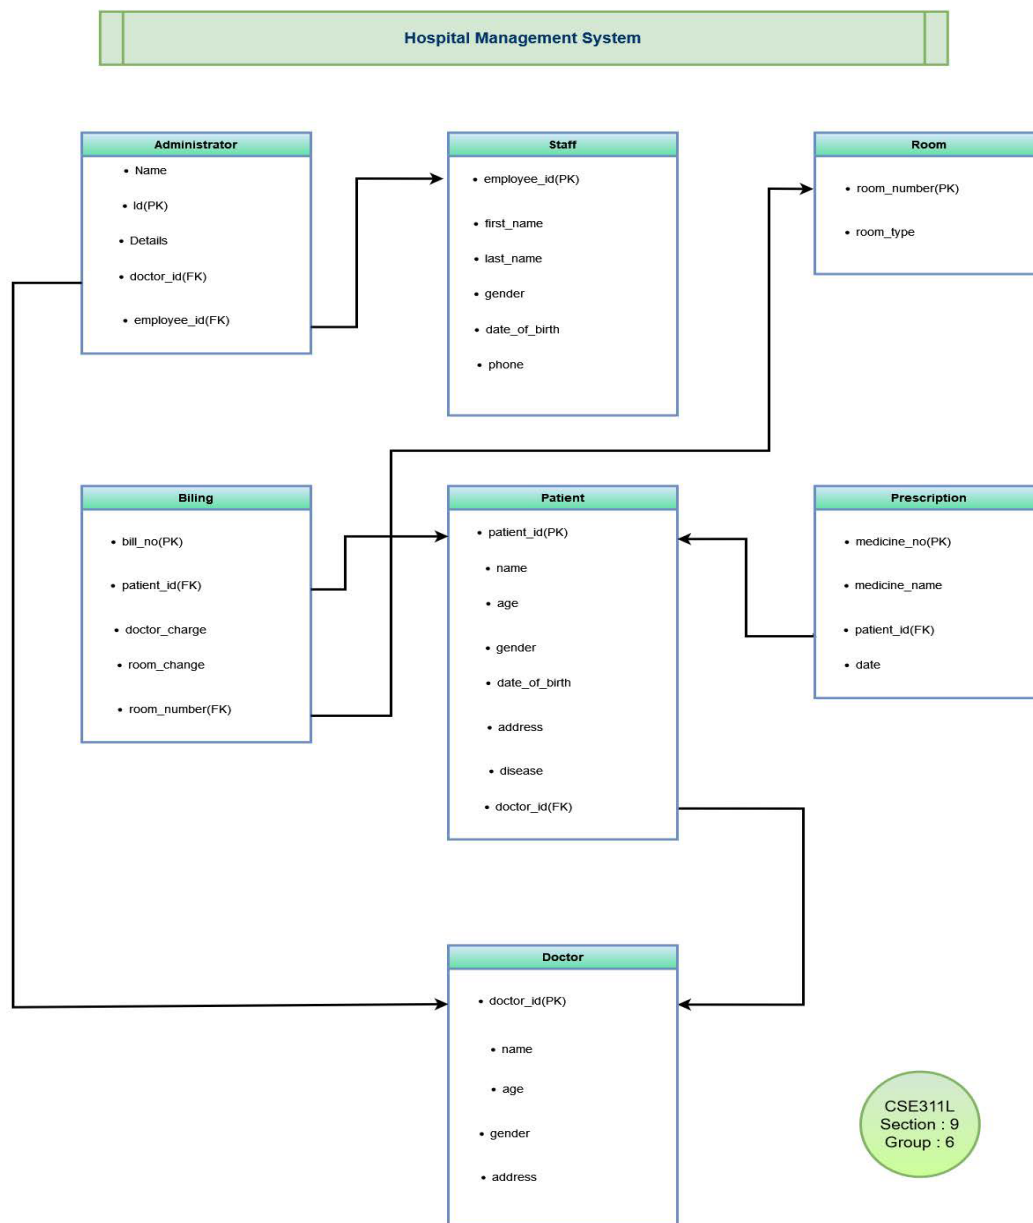 Hospital Management System
Administrator
• Name
• Id(PK)
• Details
• doctor_id(FK)
• employee_id(FK)
Staff
• employee_id(PK)
• first_name
• last_name
• gender
• date_of_birth
• phone
Room
• room_number(PK)
• room_type
Biling
• bill_no(PK)
• patient_id(FK)
• doctor_charge
• room_change
• room_number(FK)
Patient
• patient_id(PK)
• name
• age
• gender
• date_of_birth
• address
• disease
• doctor_id(FK)
Prescription
• medicine_no(PK)
• medicine_name
• patient_id(FK)
• date
Doctor
• doctor_id(PK)
• name
• age
• gender
• address
CSE311L
Section : 9
Group : 6